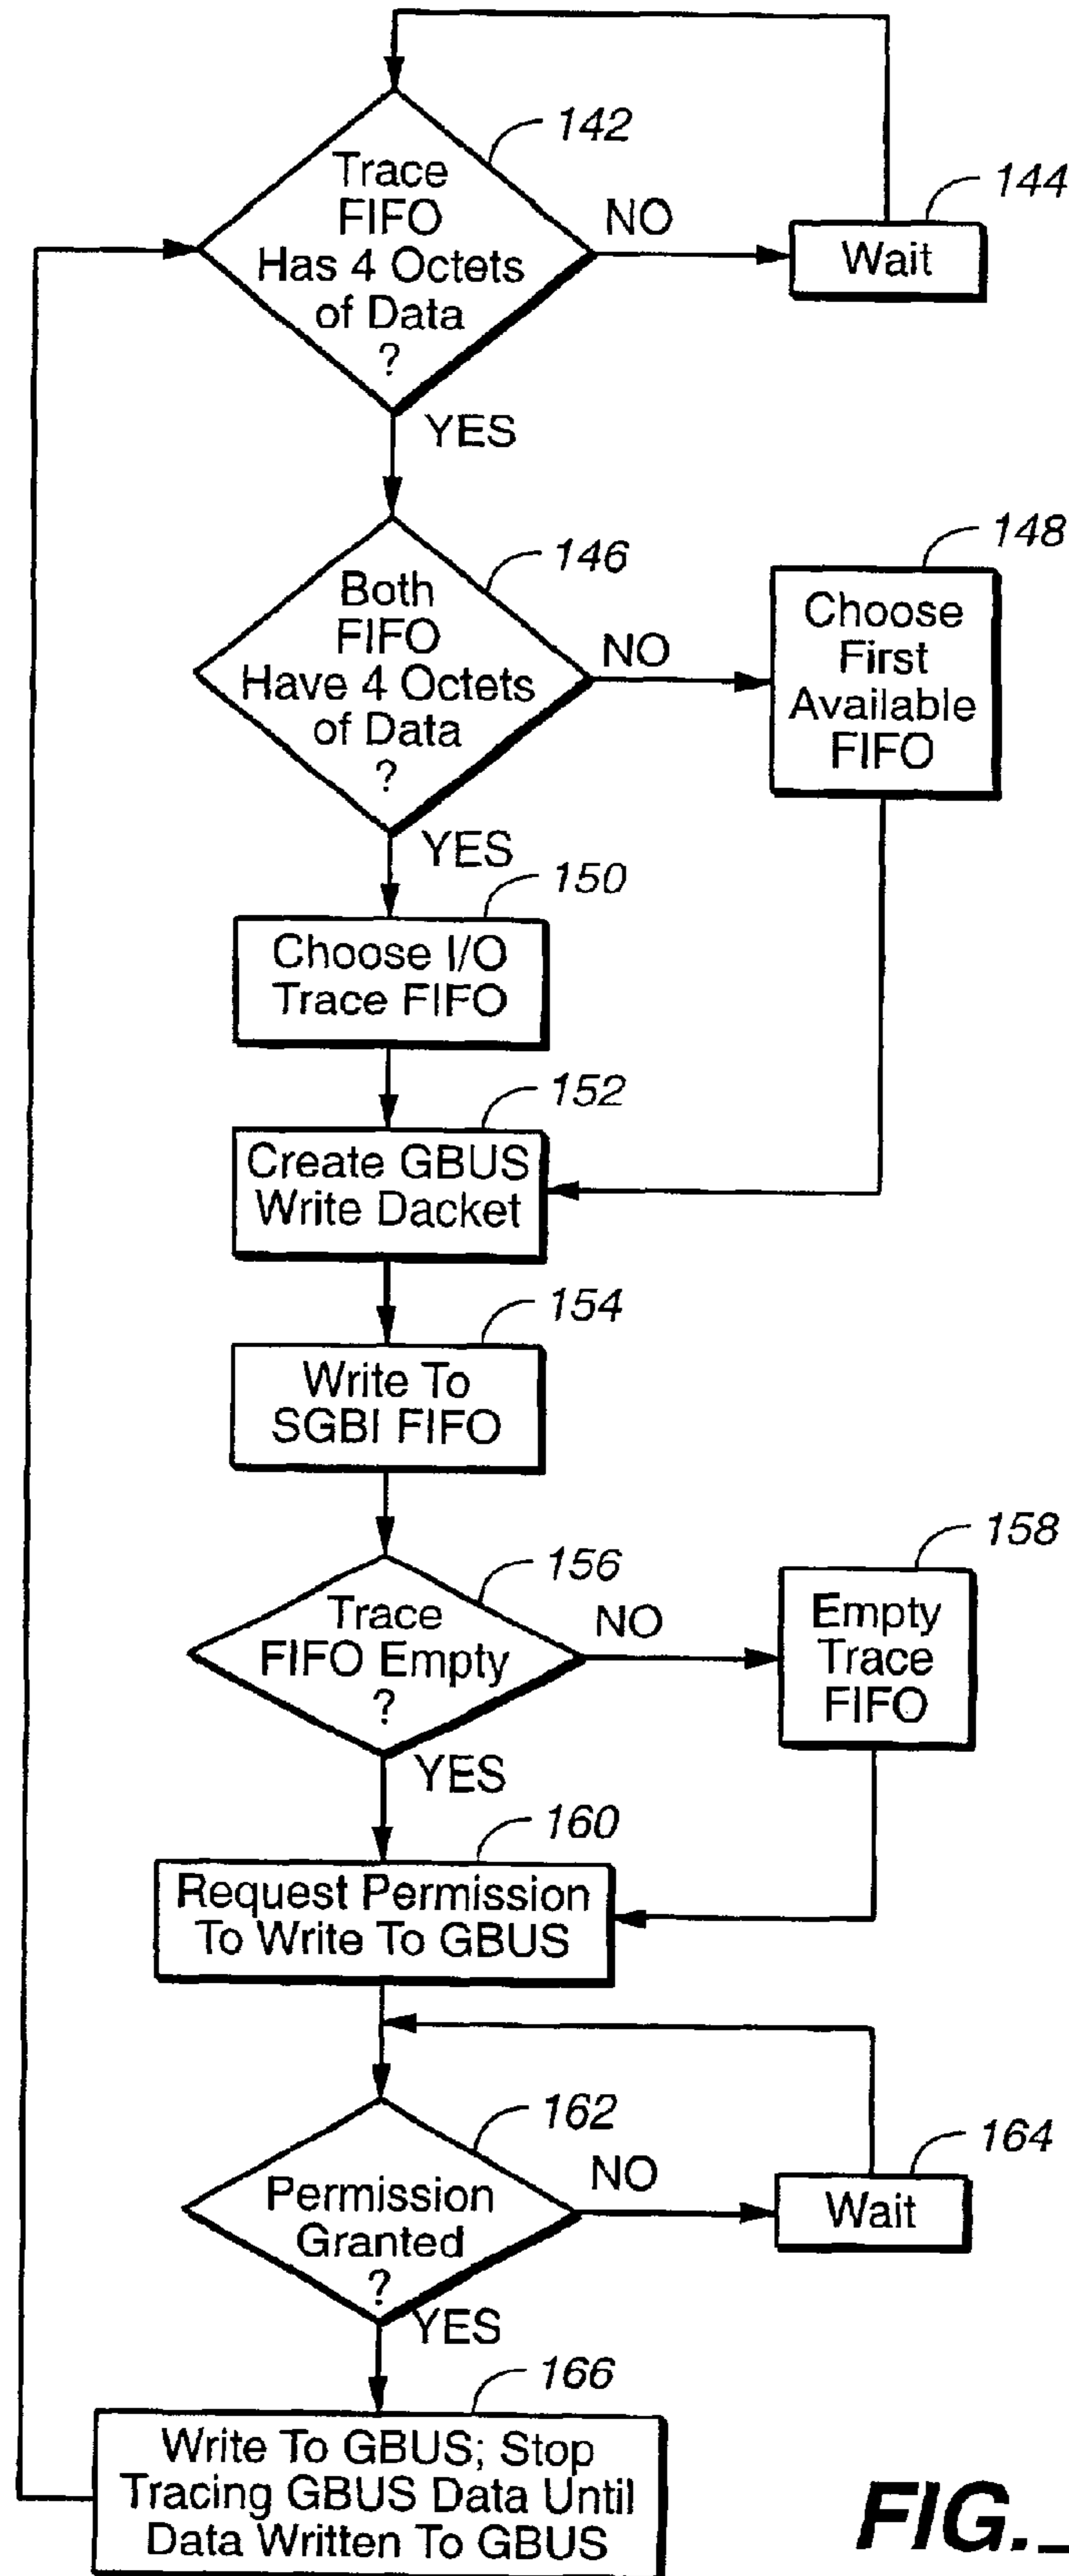 142
Trace
FIFO
Has 4 Octets
of Data
?
NO
144
Wait
YES
146
Both
FIFO
Have 4 Octets
of Data
?
NO
148
Choose
First
Available
FIFO
YES
150
Choose I/O
Trace FIFO
152
Create GBUS
Write Dacket
154
Write To
SGBI FIFO
156
Trace
FIFO Empty
?
NO
158
Empty
Trace
FIFO
YES
160
Request Permission
To Write To GBUS
162
Permission
Granted
?
NO
164
Wait
YES
166
Write To GBUS; Stop
Tracing GBUS Data Until
Data Written To GBUS
FIG._